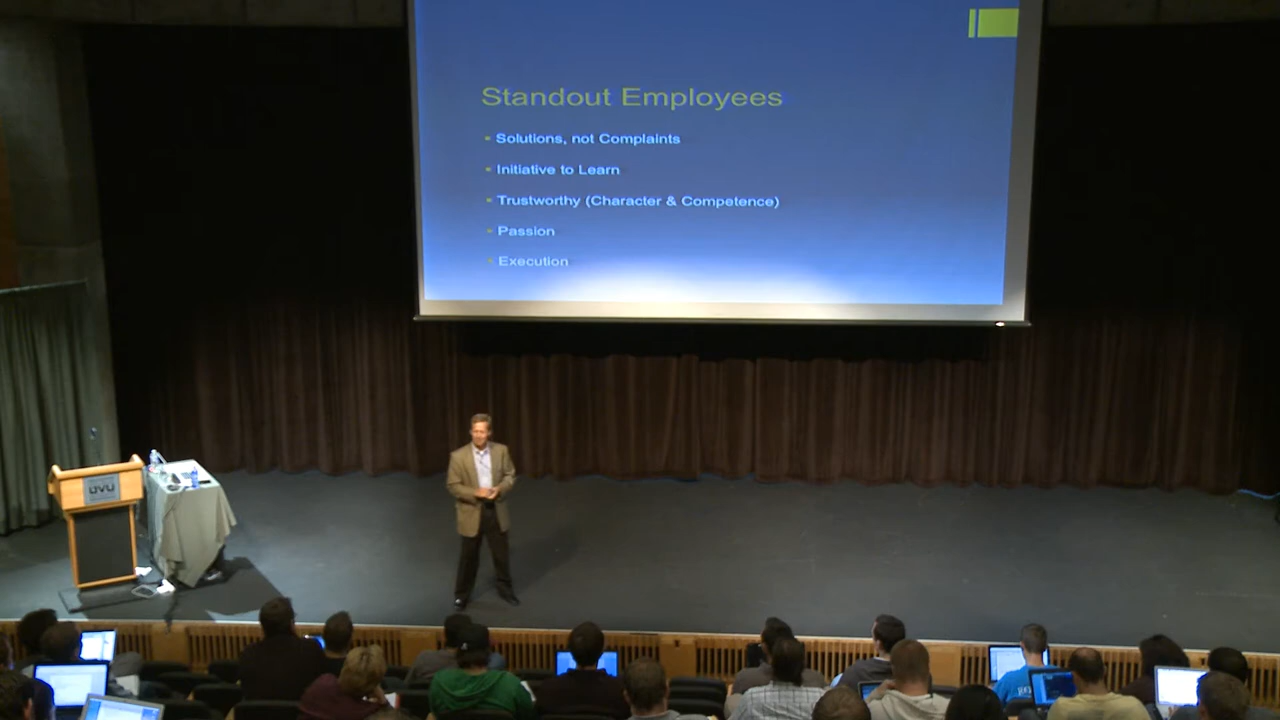 Standout Employees
Solutions, not Complaints
Initiative to Learn
Trustworthy (Character & Competence)
Passion
Execution
UVU